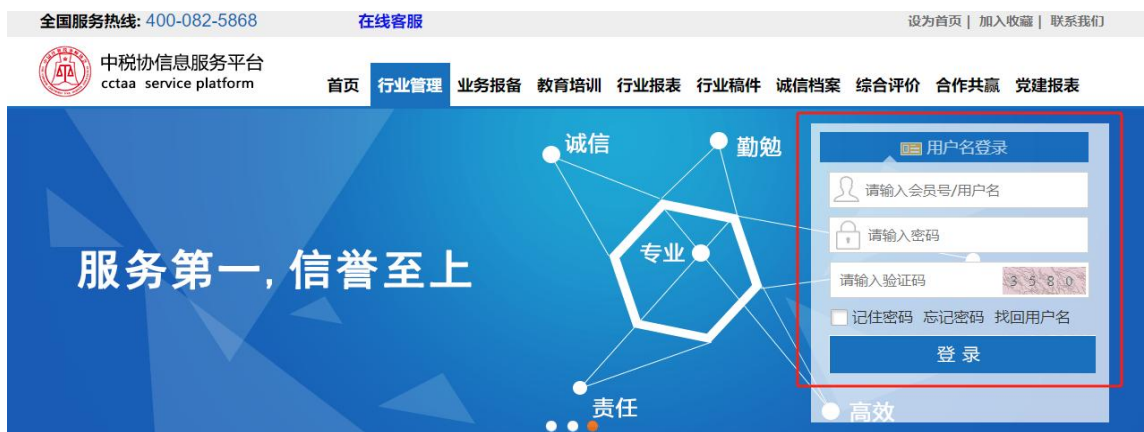 全国服务热线: 400-082-5868 在线客服 设为首页 | 加入收藏 | 联系我们
中税协信息服务平台
cctaa service platform
首页 行业管理 业务报备 教育培训 行业报表 行业稿件 诚信档案 综合评价 合作共赢 党建报表
诚信 勤勉
专业
服务第一,信誉至上
责任
高效
用户名登录
请输入会员号/用户名
请输入密码
请输入验证码 3 5 8 0
记住密码 忘记密码 找回用户名
登 录